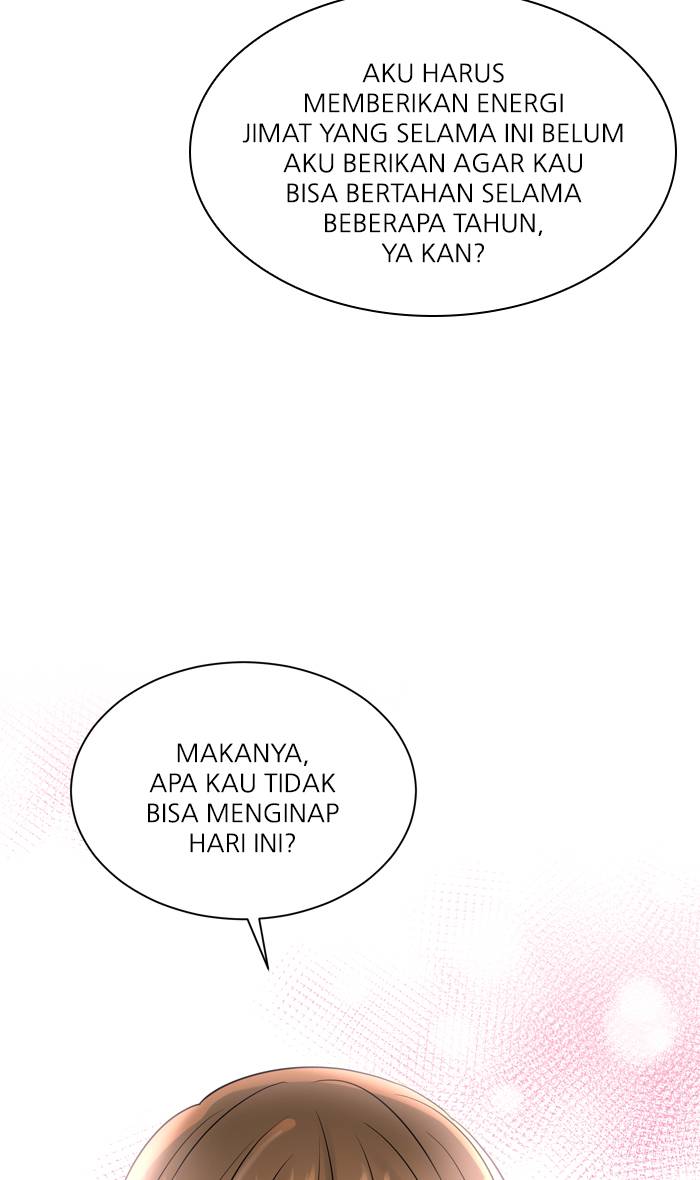 AKU HARUS
MEMBERIKAN ENERGI
JIMAT YANG SELAMA INI BELUM
AKU BERIKAN AGAR KAU
BISA BERTAHAN SELAMA
BEBERAPA TAHUN,
YA KAN?
MAKANYA,
APA KAU TIDAK
BISA MENGINAP
HARI INI?